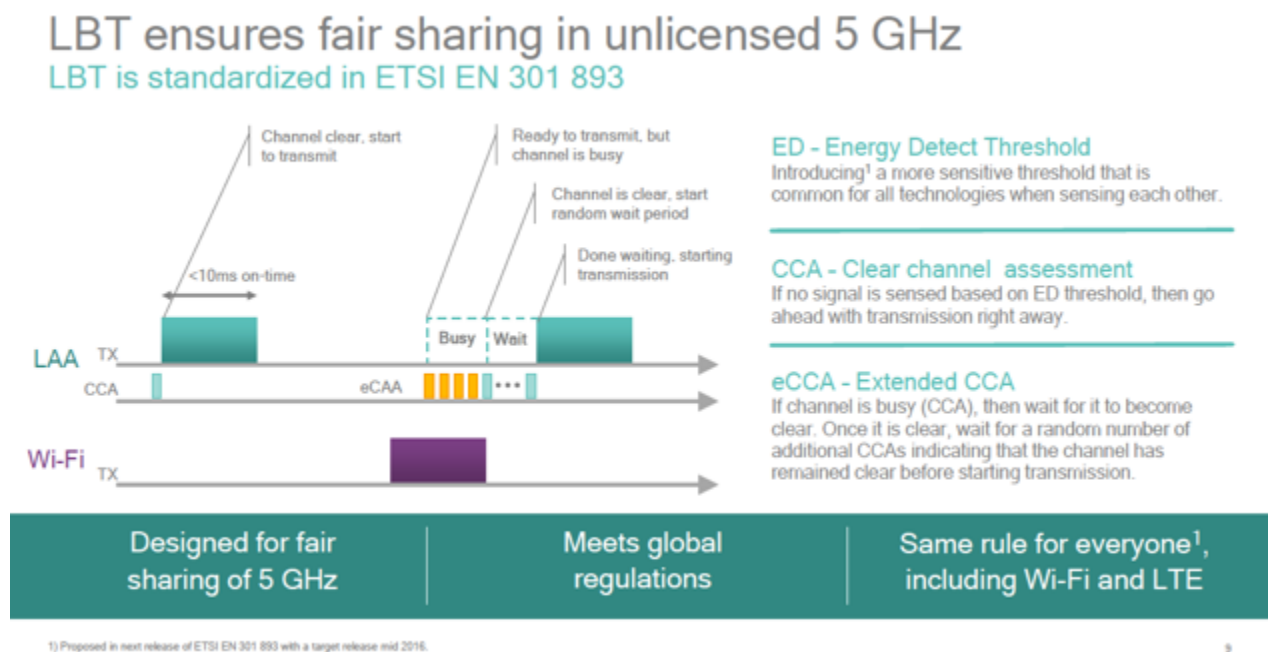 LBT ensures fair sharing in unlicensed 5 GHz
LBT is standardized in ETSI EN 301 893
Channel clear, start
to transmit
Ready to transmit, but
channel is busy
Channel is clear, start
random wait period
Done waiting, starting
transmission
<10ms on-time
Busy
Wait
LAA
TX
CCA
eCAA
Wi-Fi
TX
ED - Energy Detect Threshold
Introducing¹ a more sensitive threshold that is
common for all technologies when sensing each other.
CCA - Clear channel assessment
If no signal is sensed based on ED threshold, then go
ahead with transmission right away.
eCCA - Extended CCA
If channel is busy (CCA), then wait for it to become
clear. Once it is clear, wait for a random number of
additional CCAs indicating that the channel has
remained clear before starting transmission.
Designed for fair
sharing of 5 GHz
Meets global
regulations
Same rule for everyone¹,
including Wi-Fi and LTE
1) Proposed in next release of ETSI EN 301 893 with a target release mid 2016.
9